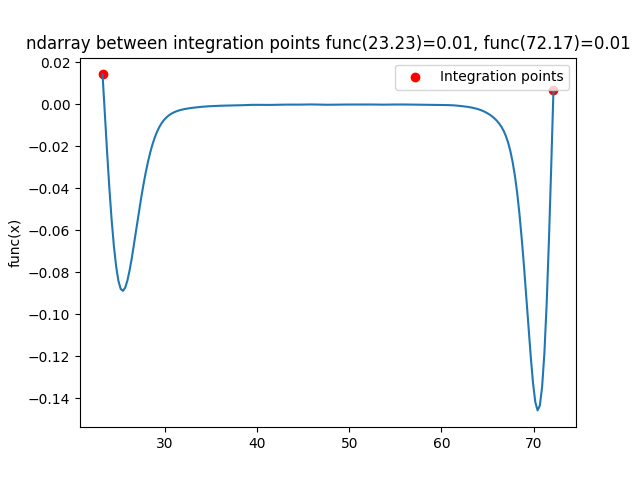 ndarray between integration points func(23.23)=0.01, func(72.17)=0.01
Integration points
func(x)
0.02
0.00
−0.02
−0.04
−0.06
−0.08
−0.10
−0.12
−0.14
30 40 50 60 70